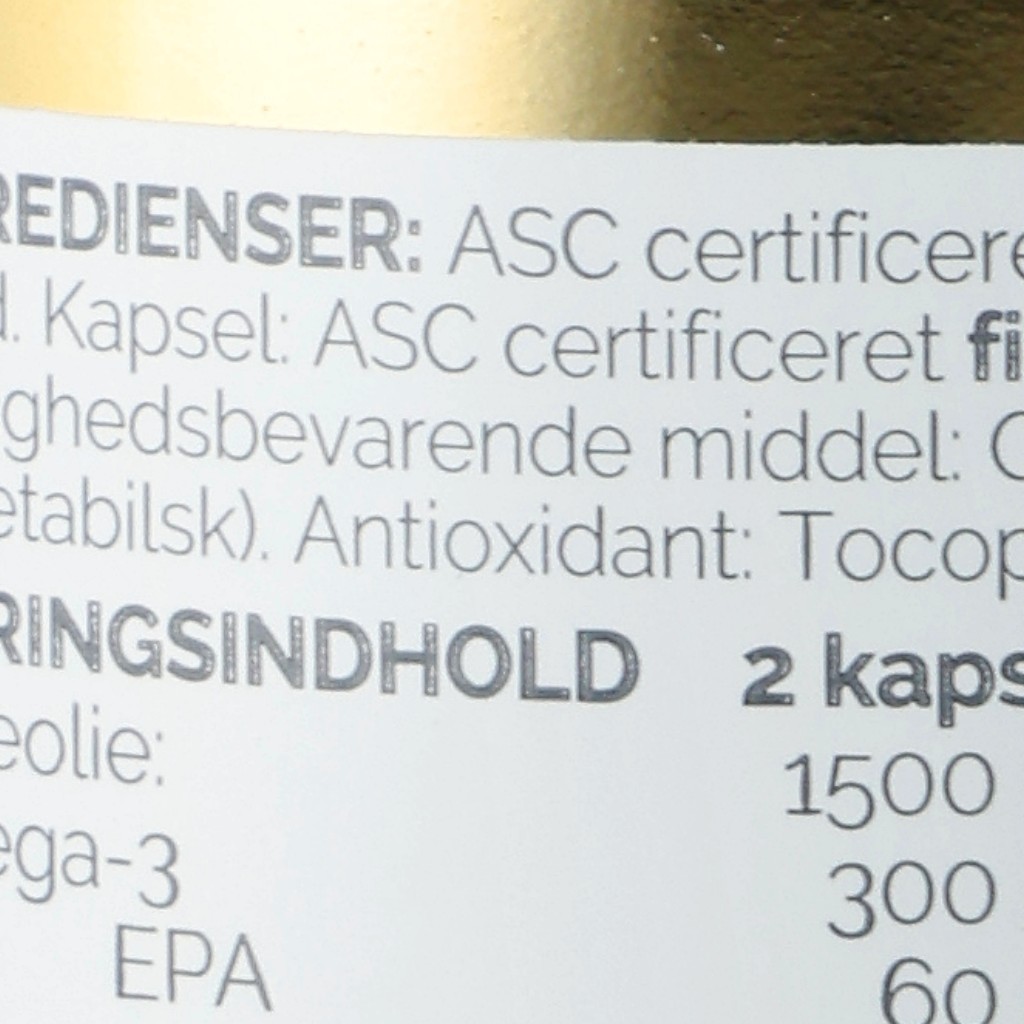 REDIENSER: ASC certificere
d. Kapsel: ASC certificeret fi
ghedsbevarende middel: G
etabilsk). Antioxidant: Tocop
RINGSINDHOLD 2 kaps
eolie: 1500
ega-3 300
EPA 60